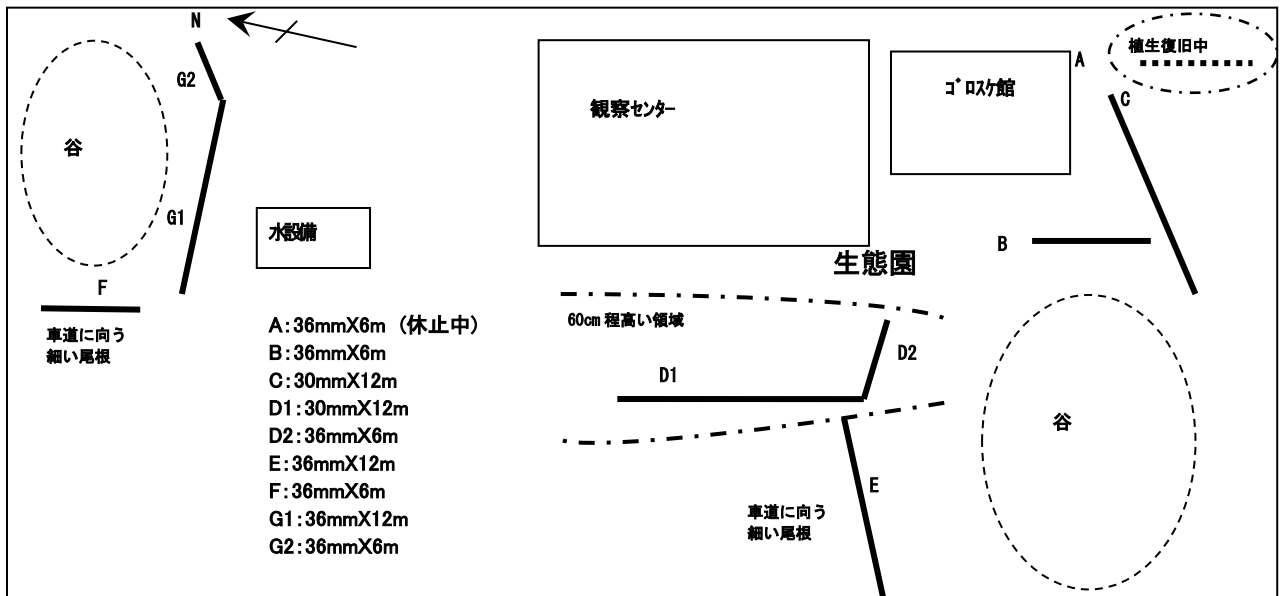 N
G2
谷
G1
F
車道に向う
細い尾根
水設備
観察センター
ゴロスケ館
A
植生復旧中
C
B
生態園
60cm 程高い領域
D1
D2
E
車道に向う
細い尾根
谷
A:36mmX6m (休止中)
B:36mmX6m
C:30mmX12m
D1:30mmX12m
D2:36mmX6m
E:36mmX12m
F:36mmX6m
G1:36mmX12m
G2:36mmX6m